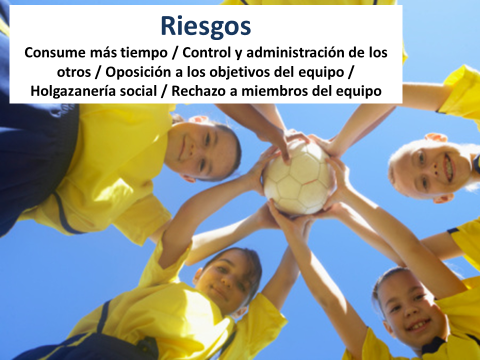 Riesgos
Consume más tiempo / Control y administración de los
otros / Oposición a los objetivos del equipo /
Holgazanería social / Rechazo a miembros del equipo